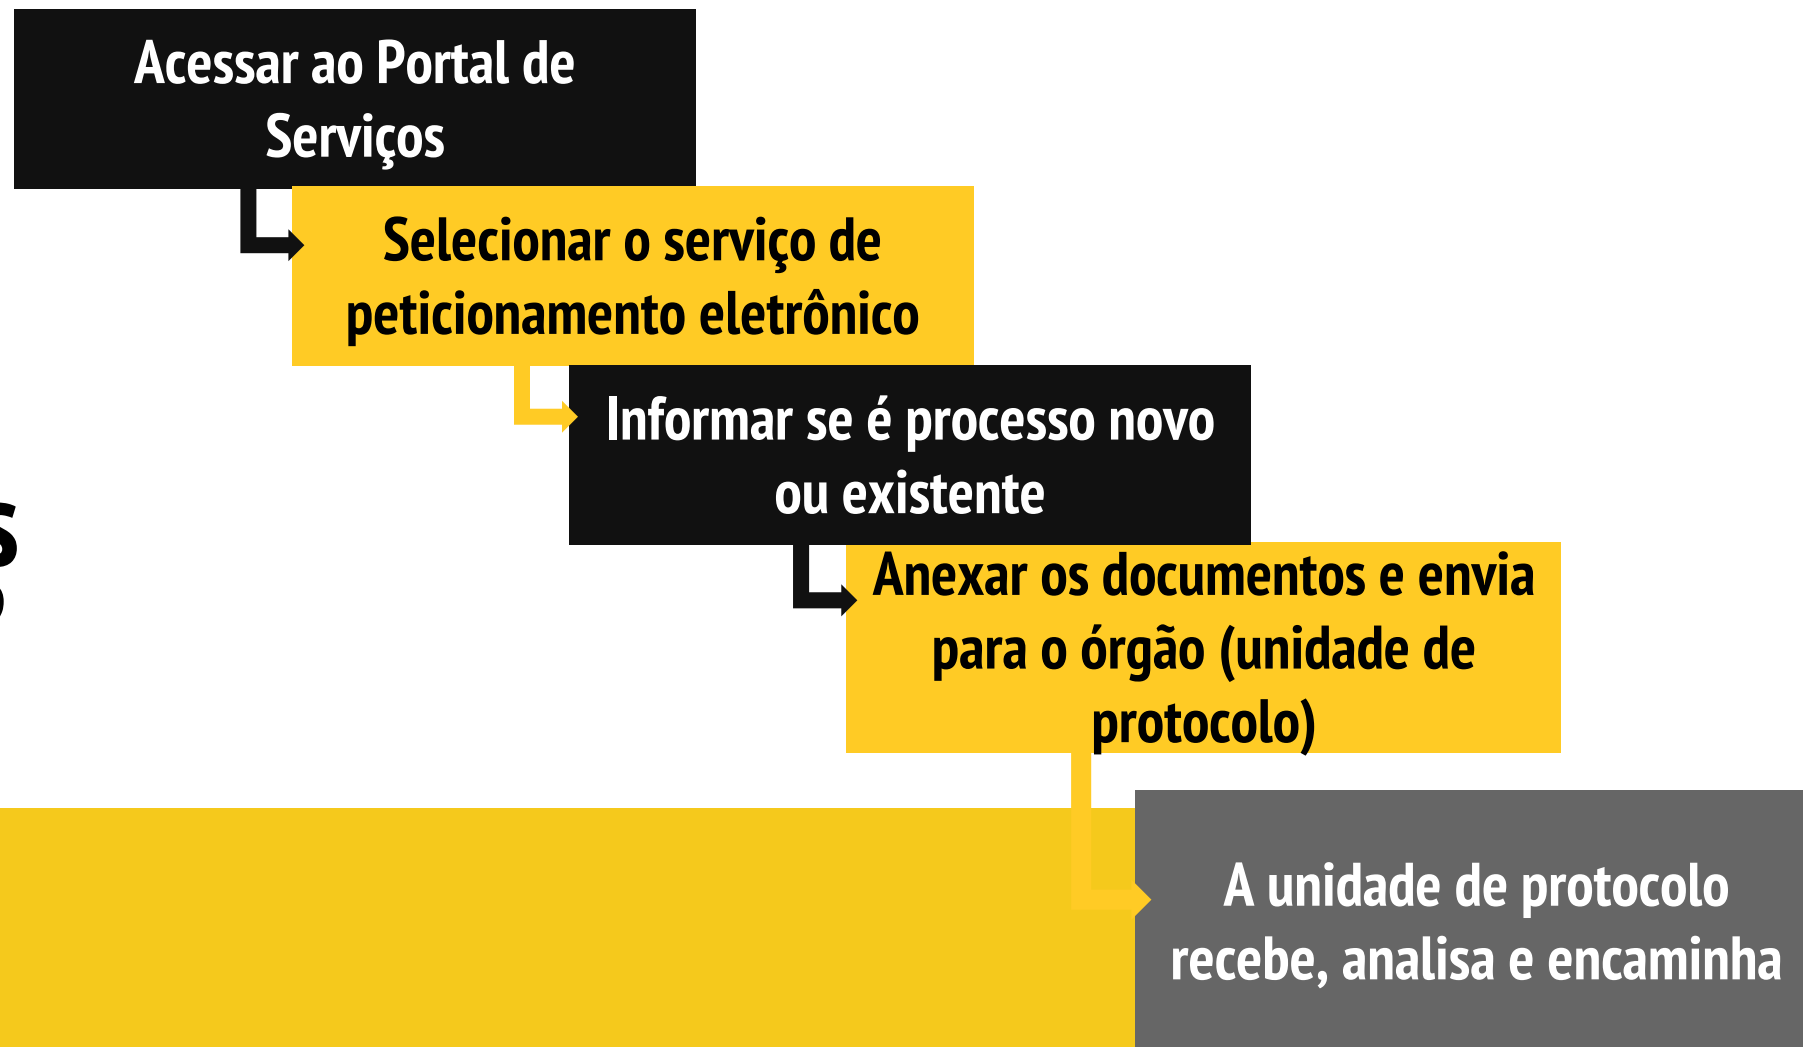 Acessar ao Portal de
Serviços
Selecionar o serviço de
peticionamento eletrônico
Informar se é processo novo
ou existente
Anexar os documentos e envia
para o órgão (unidade de
protocolo)
A unidade de protocolo
recebe, analisa e encaminha